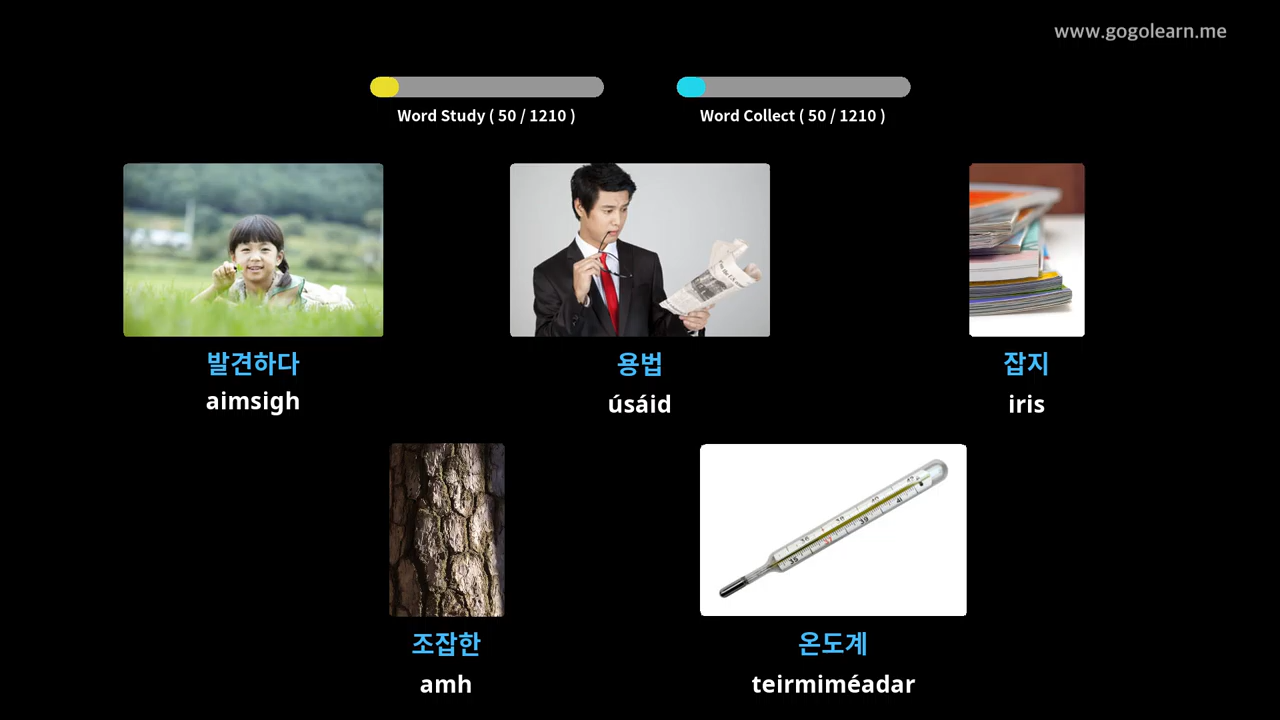 www.gogolearn.me
Word Study ( 50 / 1210 )
Word Collect ( 50 / 1210 )
발견하다
aimsigh
용법
úsáid
잡지
iris
조잡한
amh
온도계
teirmiméadar